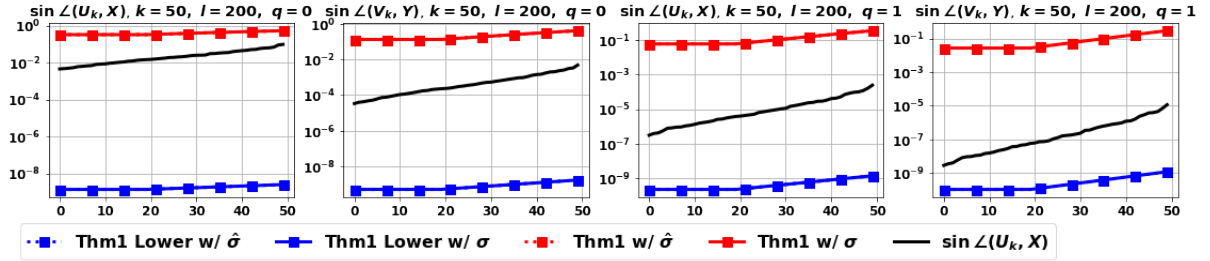 sin ∠(U_k, X), k = 50, l = 200, q = 0
10^0
10^-2
10^-4
10^-6
10^-8
0 10 20 30 40 50
sin ∠(V_k, Y), k = 50, l = 200, q = 0
10^0
10^-2
10^-4
10^-6
10^-8
0 10 20 30 40 50
sin ∠(U_k, X), k = 50, l = 200, q = 1
10^-1
10^-3
10^-5
10^-7
10^-9
0 10 20 30 40 50
sin ∠(V_k, Y), k = 50, l = 200, q = 1
10^-1
10^-3
10^-5
10^-7
10^-9
0 10 20 30 40 50
Thm1 Lower w/ σ̂ Thm1 Lower w/ σ Thm1 w/ σ̂ Thm1 w/ σ sin ∠(U_k, X)